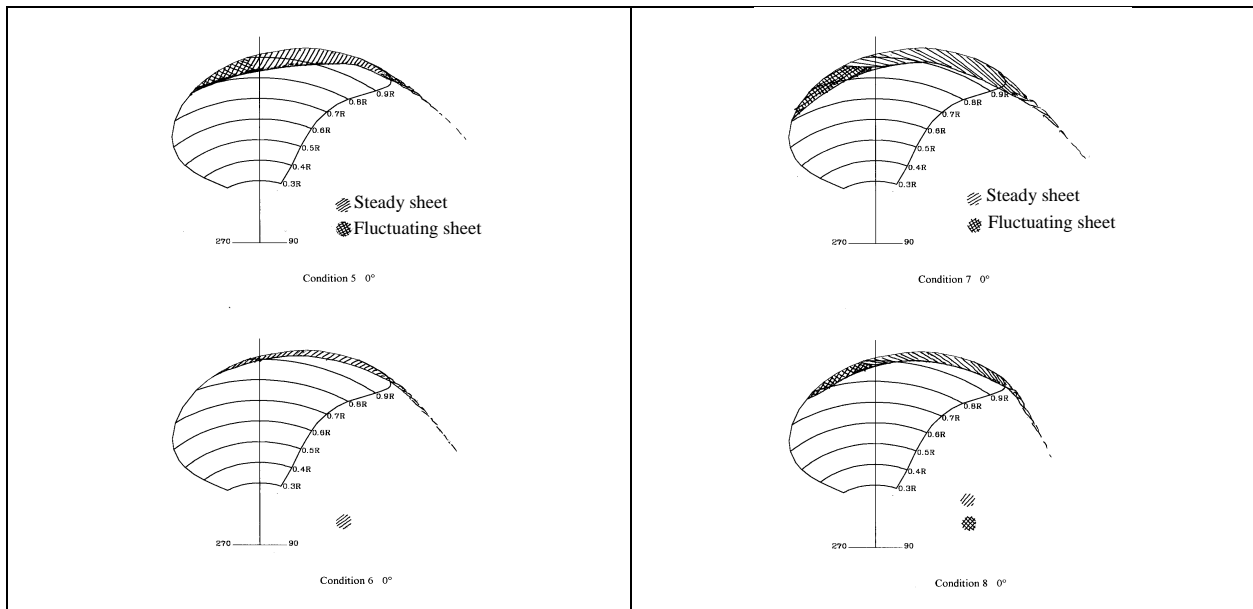 0.9R
0.8R
0.7R
0.6R
0.5R
0.4R
0.3R
Steady sheet
Fluctuating sheet
270 90
Condition 5 0°
0.9R
0.8R
0.7R
0.6R
0.5R
0.4R
0.3R
Steady sheet
Fluctuating sheet
270 90
Condition 7 0°
0.9R
0.8R
0.7R
0.6R
0.5R
0.4R
0.3R
270 90
Condition 6 0°
0.9R
0.8R
0.7R
0.6R
0.5R
0.4R
0.3R
270 90
Condition 8 0°